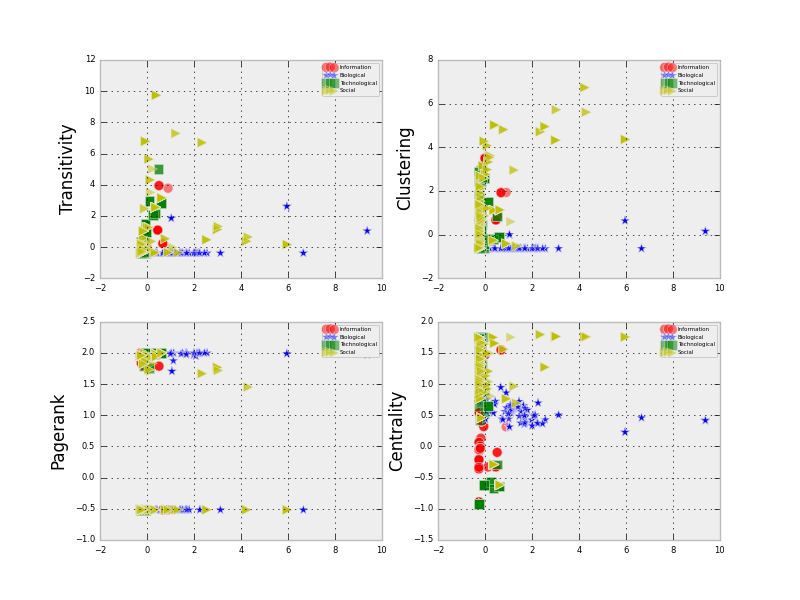 12
10
8
6
4
2
0
−2
−2 0 2 4 6 8 10
Transitivity
Information
Biological
Technological
Social
8
6
4
2
0
−2
−2 0 2 4 6 8 10
Clustering
Information
Biological
Technological
Social
2.5
2.0
1.5
1.0
0.5
0.0
−0.5
−1.0
−2 0 2 4 6 8 10
Pagerank
Information
Biological
Technological
Social
2.0
1.5
1.0
0.5
0.0
−0.5
−1.0
−1.5
−2 0 2 4 6 8 10
Centrality
Information
Biological
Technological
Social